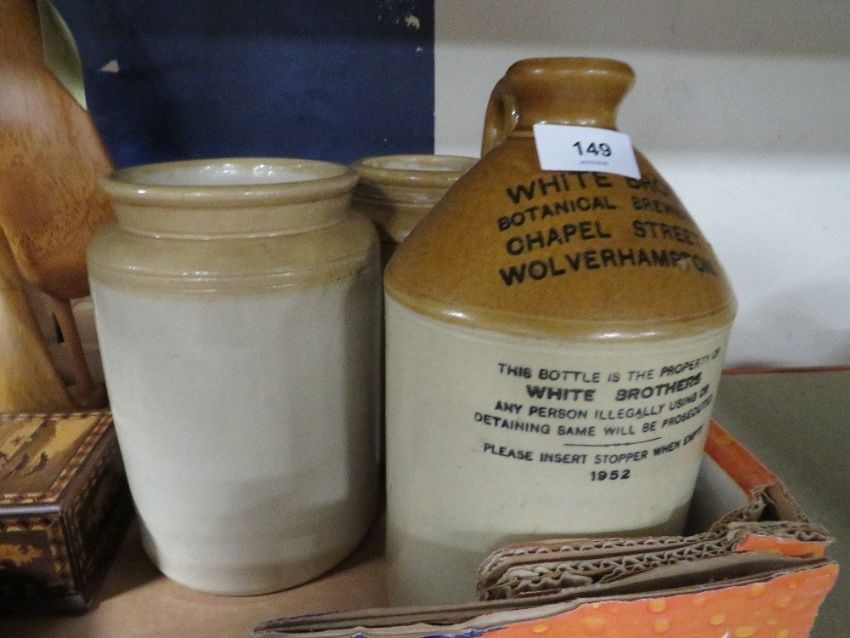 149
WHITE BRO
BOTANICAL BREW
CHAPEL STREET
WOLVERHAMPTON
THIS BOTTLE IS THE PROPERTY OF
WHITE BROTHERS
ANY PERSON ILLEGALLY USING OR
DETAINING SAME WILL BE PROSECUTED
PLEASE INSERT STOPPER WHEN EMPTY
1952